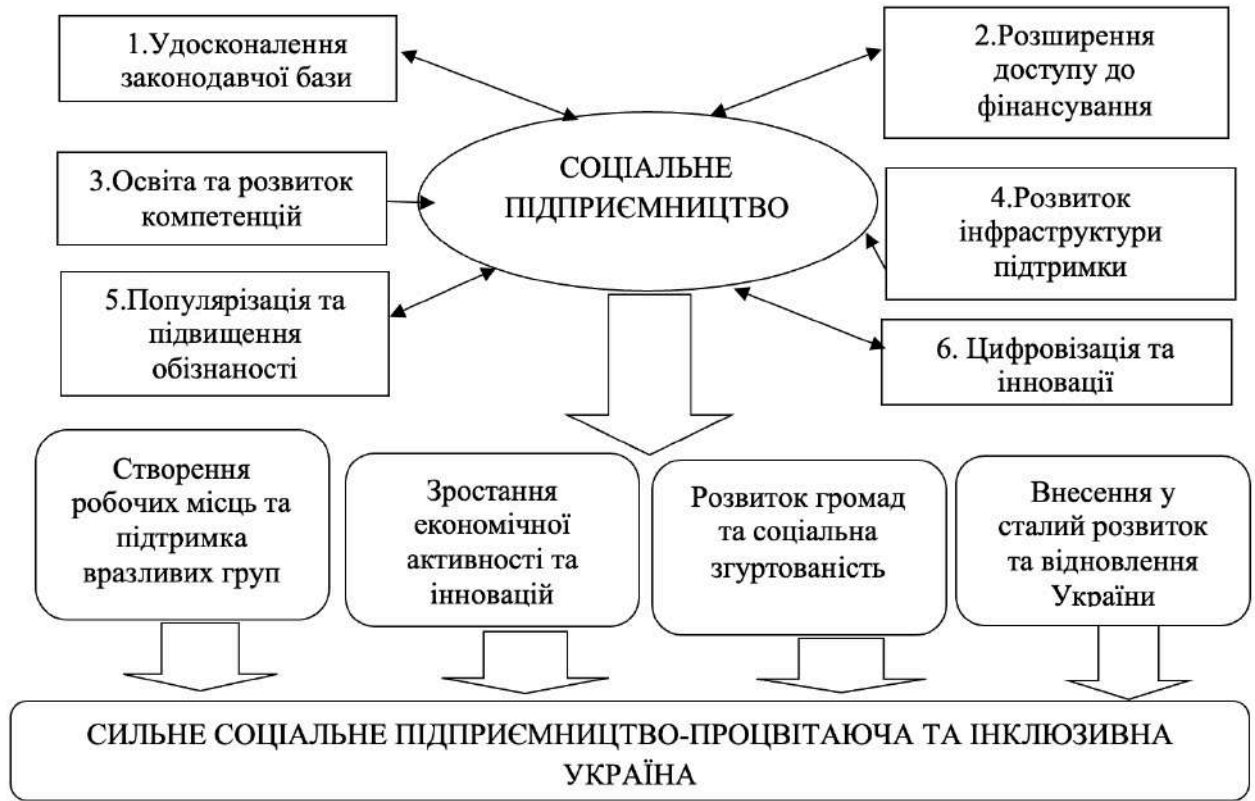 1.Удосконалення
законодавчої бази
2.Розширення
доступу до
фінансування
СОЦІАЛЬНЕ
ПІДПРИЄМНИЦТВО
3.Освіта та розвиток
компетенцій
4.Розвиток
інфраструктури
підтримки
5.Популярізація та
підвищення
обізнаності
6. Цифровізація та
інновації
Створення
робочих місць та
підтримка
вразливих груп
Зростання
економічної
активності та
інновацій
Розвиток громад
та соціальна
згуртованість
Внесення у
сталий розвиток
та відновлення
України
СИЛЬНЕ СОЦІАЛЬНЕ ПІДПРИЄМНИЦТВО-ПРОЦВІТАЮЧА ТА ІНКЛЮЗИВНА
УКРАЇНА